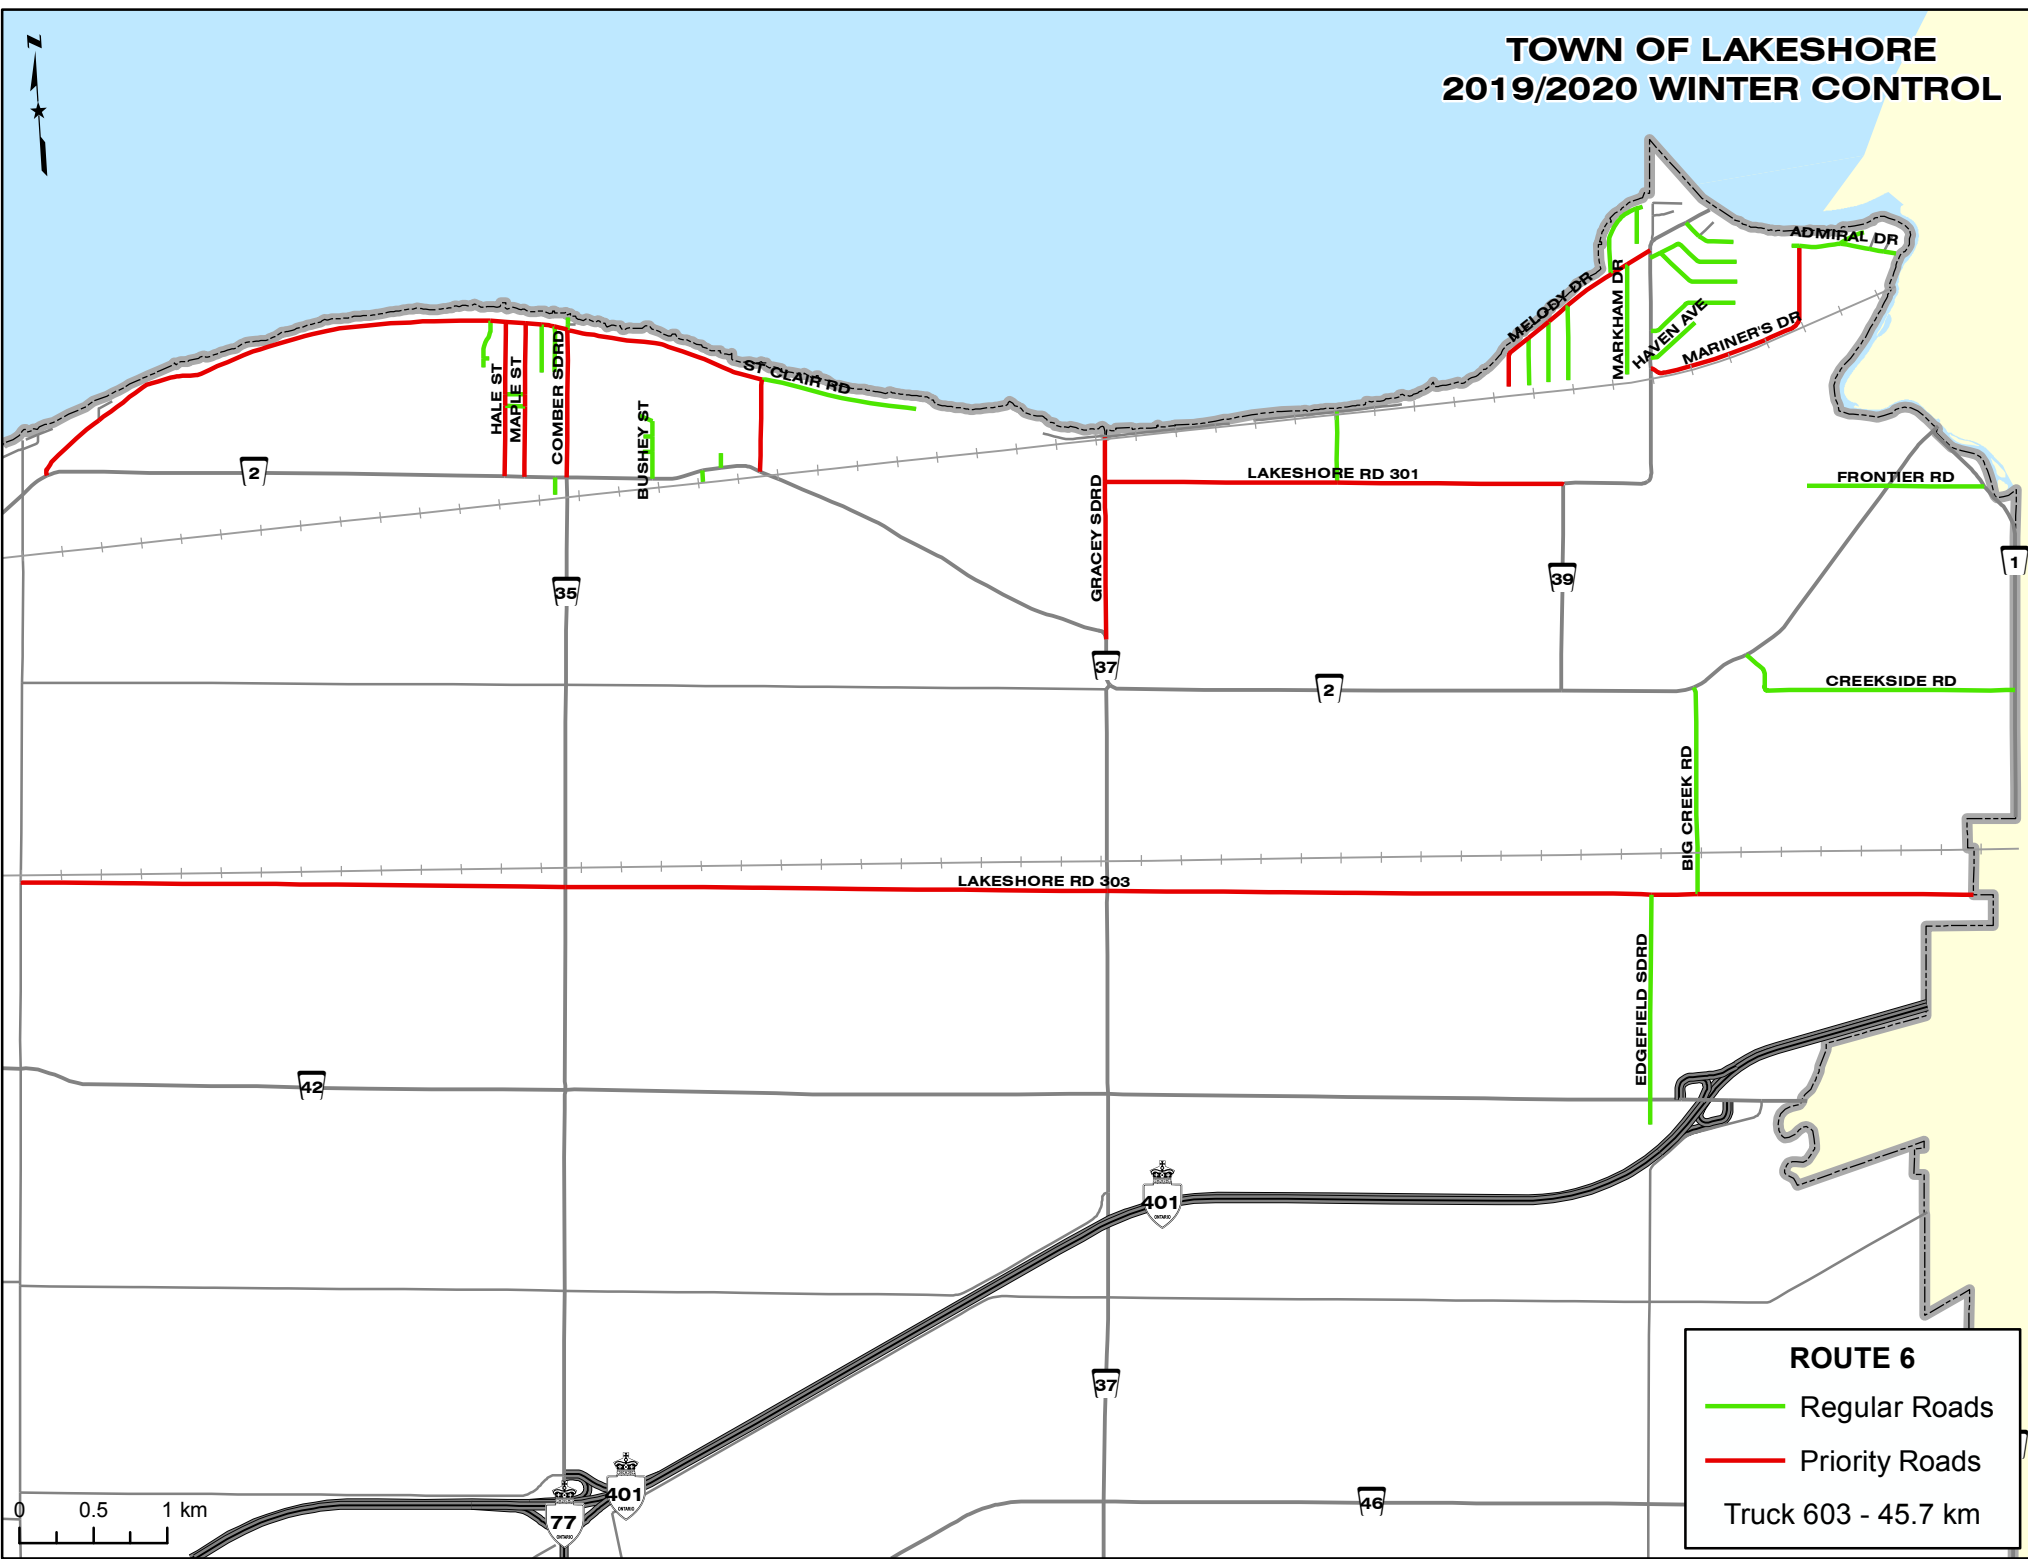 N
TOWN OF LAKESHORE
2019/2020 WINTER CONTROL
ADMIRAL DR
MELODY DR
MARKHAM DR
HAVEN AVE
MARINER'S DR
ST CLAIR RD
HALE ST
MAPLE ST
COMBER SDRD
BUSHEY ST
2
LAKESHORE RD 301
FRONTIER RD
GRACEY SDRD
35
39
1
37
2
CREEKSIDE RD
BIG CREEK RD
LAKESHORE RD 303
EDGEFIELD SDRD
42
401
ONTARIO
37
401
ONTARIO
77
ONTARIO
46
0 0.5 1 km
ROUTE 6
Regular Roads
Priority Roads
Truck 603 - 45.7 km